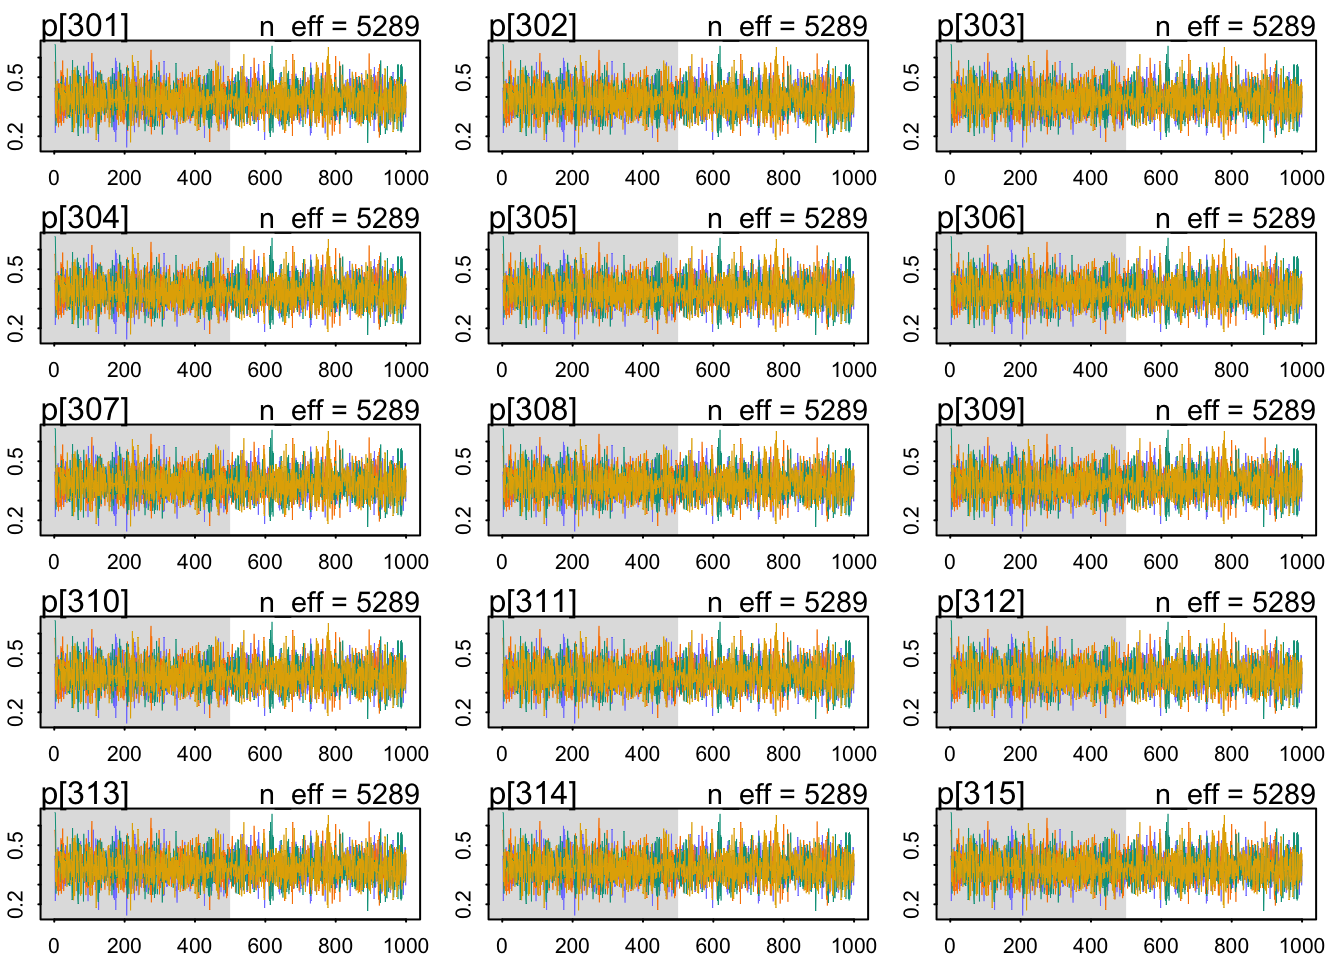 p[301] n_eff = 5289 p[302] n_eff = 5289 p[303] n_eff = 5289
0.2 0.5 0.2 0.5 0.2 0.5
0 200 400 600 800 1000 0 200 400 600 800 1000 0 200 400 600 800 1000
p[304] n_eff = 5289 p[305] n_eff = 5289 p[306] n_eff = 5289
0.2 0.5 0.2 0.5 0.2 0.5
0 200 400 600 800 1000 0 200 400 600 800 1000 0 200 400 600 800 1000
p[307] n_eff = 5289 p[308] n_eff = 5289 p[309] n_eff = 5289
0.2 0.5 0.2 0.5 0.2 0.5
0 200 400 600 800 1000 0 200 400 600 800 1000 0 200 400 600 800 1000
p[310] n_eff = 5289 p[311] n_eff = 5289 p[312] n_eff = 5289
0.2 0.5 0.2 0.5 0.2 0.5
0 200 400 600 800 1000 0 200 400 600 800 1000 0 200 400 600 800 1000
p[313] n_eff = 5289 p[314] n_eff = 5289 p[315] n_eff = 5289
0.2 0.5 0.2 0.5 0.2 0.5
0 200 400 600 800 1000 0 200 400 600 800 1000 0 200 400 600 800 1000